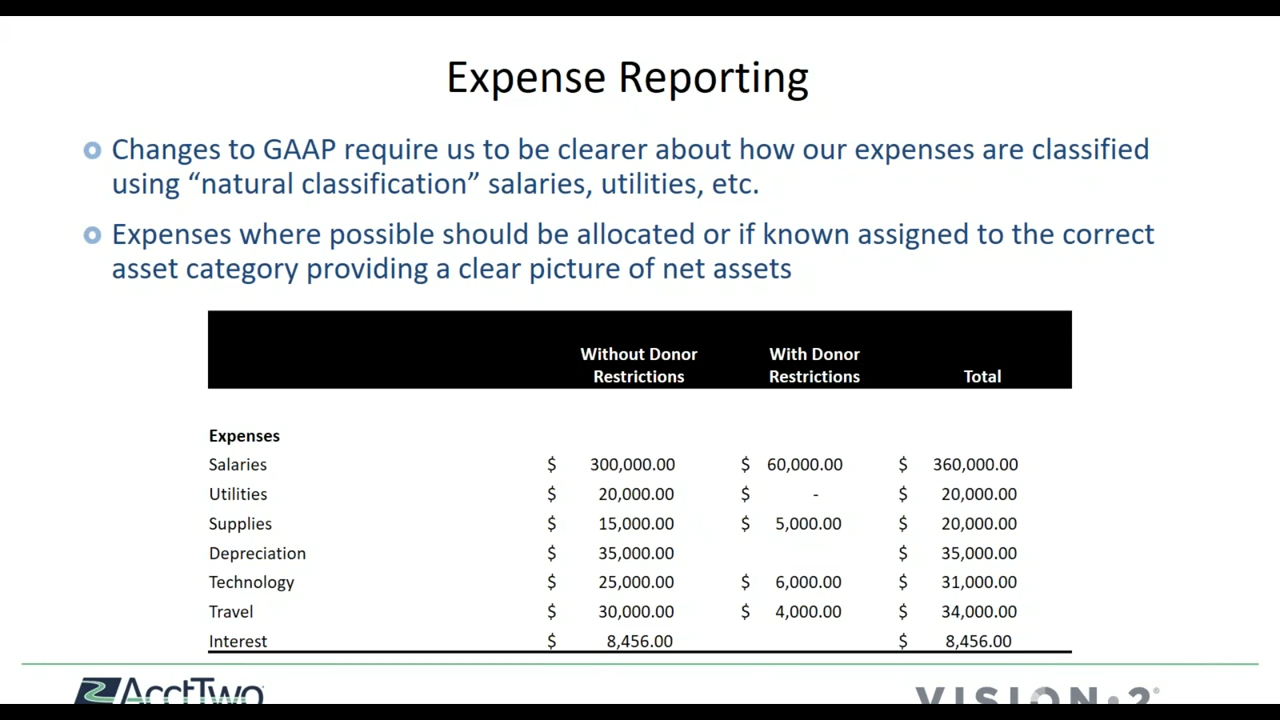 Expense Reporting
Changes to GAAP require us to be clearer about how our expenses are classified
using “natural classification” salaries, utilities, etc.
Expenses where possible should be allocated or if known assigned to the correct
asset category providing a clear picture of net assets
Without Donor Restrictions With Donor Restrictions Total
Expenses
Salaries $ 300,000.00 $ 60,000.00 $ 360,000.00
Utilities $ 20,000.00 $ - $ 20,000.00
Supplies $ 15,000.00 $ 5,000.00 $ 20,000.00
Depreciation $ 35,000.00 $ 35,000.00
Technology $ 25,000.00 $ 6,000.00 $ 31,000.00
Travel $ 30,000.00 $ 4,000.00 $ 34,000.00
Interest $ 8,456.00 $ 8,456.00
AcctTwo VISION•2